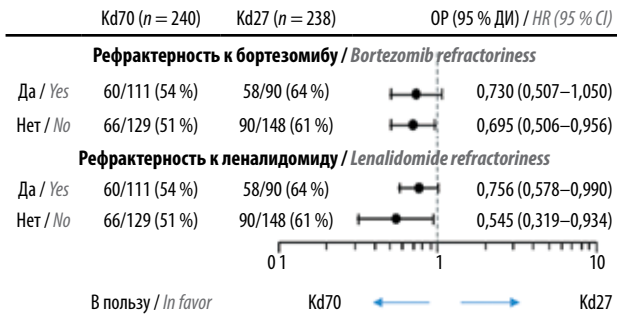 Kd70 (n = 240) Kd27 (n = 238) ОР (95 % ДИ) / HR (95 % CI)
Рефрактерность к бортезомибу / Bortezomib refractoriness
Да / Yes 60/111 (54 %) 58/90 (64 %) 0,730 (0,507–1,050)
Нет / No 66/129 (51 %) 90/148 (61 %) 0,695 (0,506–0,956)
Рефрактерность к леналидомиду / Lenalidomide refractoriness
Да / Yes 60/111 (54 %) 58/90 (64 %) 0,756 (0,578–0,990)
Нет / No 66/129 (51 %) 90/148 (61 %) 0,545 (0,319–0,934)
0 1 1 10
В пользу / In favor Kd70 Kd27